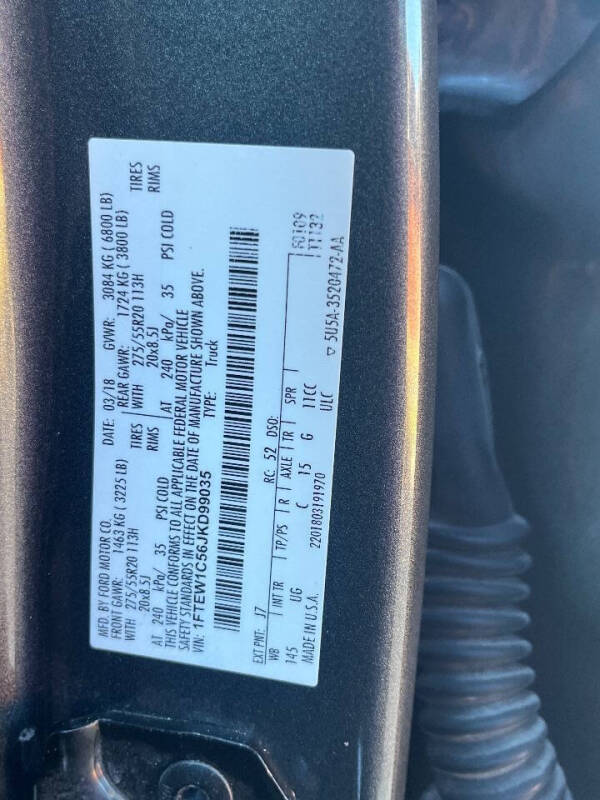 MFD. BY FORD MOTOR CO. DATE: 03/18 GVWR: 3084 KG ( 6800 LB)
FRONT GAWR: 1463 KG ( 3225 LB) REAR GAWR: 1724 KG ( 3800 LB)
WITH 275/55R20 113H TIRES WITH 275/55R20 113H TIRES
20x8.5J RIMS 20x8.5J RIMS
AT 240 kPa/ 35 PSI COLD AT 240 kPa/ 35 PSI COLD
THIS VEHICLE CONFORMS TO ALL APPLICABLE FEDERAL MOTOR VEHICLE
SAFETY STANDARDS IN EFFECT ON THE DATE OF MANUFACTURE SHOWN ABOVE.
VIN: 1FTEW1C56JKD99035 TYPE: Truck
F0109
T1132
EXT PNT: J7 RC: 52 DSO:
WB INT TR TP/PS R AXLE TR SPR
145 UG C 15 G 11CC
MADE IN U.S.A. 2201803191970 ULC
5U5A-3520472-AA